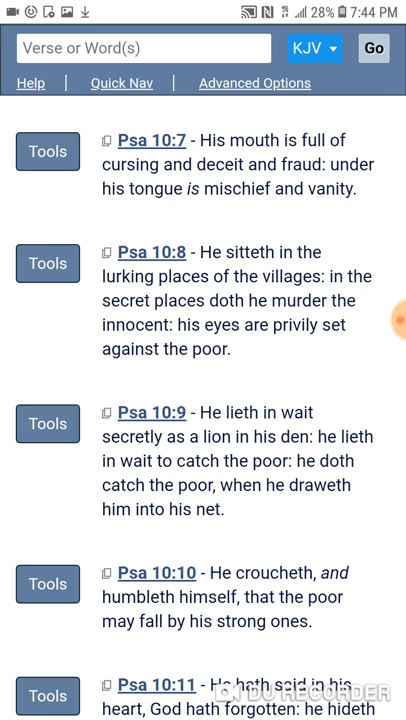 28% 7:44 PM
Verse or Word(s) KJV Go
Help | Quick Nav | Advanced Options
Tools Psa 10:7 - His mouth is full of
cursing and deceit and fraud: under
his tongue is mischief and vanity.
Tools Psa 10:8 - He sitteth in the
lurking places of the villages: in the
secret places doth he murder the
innocent: his eyes are privily set
against the poor.
Tools Psa 10:9 - He lieth in wait
secretly as a lion in his den: he lieth
in wait to catch the poor: he doth
catch the poor, when he draweth
him into his net.
Tools Psa 10:10 - He croucheth, and
humbleth himself, that the poor
may fall by his strong ones.
Tools Psa 10:11 - He hath said in his
DU RECORDER
heart, God hath forgotten: he hideth